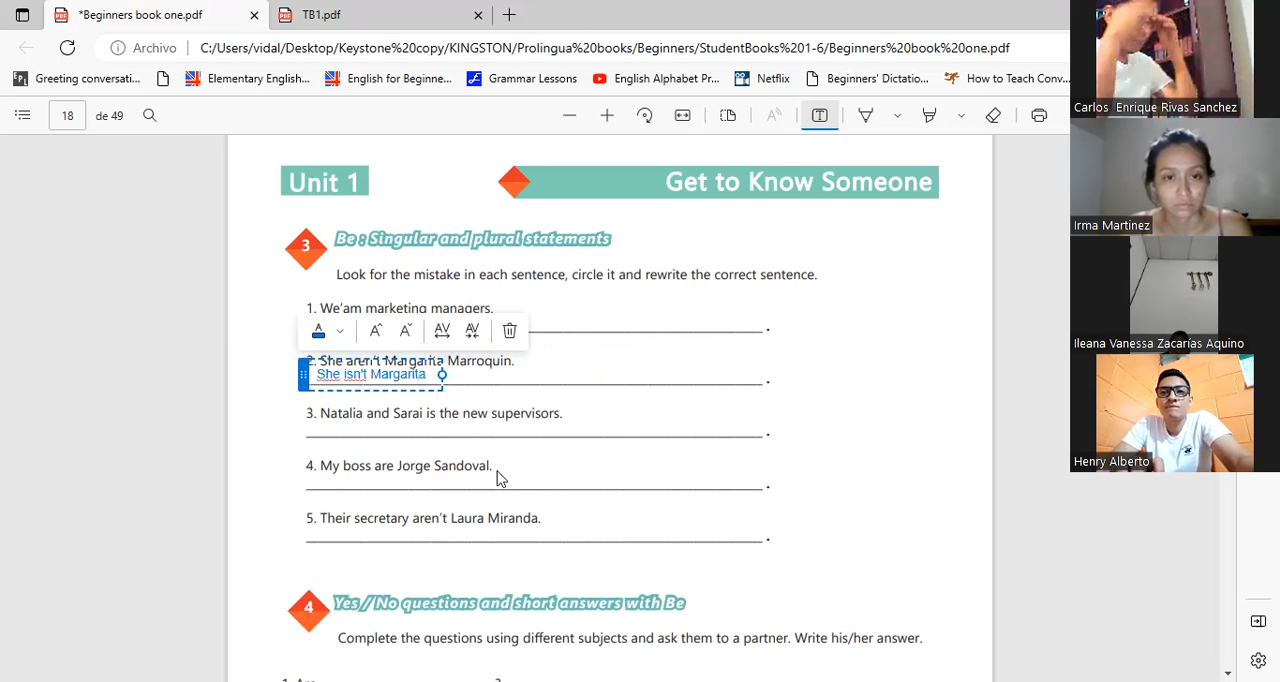 *Beginners book one.pdf
TB1.pdf
Archivo
C:/Users/vidal/Desktop/Keystone%20copy/KINGSTON/Prolingua%20books/Beginners/StudentBooks%201-6/Beginners%20book%20one.pdf
Greeting conversati...
Elementary English...
English for Beginne...
Grammar Lessons
English Alphabet Pr...
Netflix
Beginners' Dictatio...
How to Teach Conv...
18 de 49
Unit 1
Get to Know Someone
3 Be : Singular and plural statements
Look for the mistake in each sentence, circle it and rewrite the correct sentence.
1. We'am marketing managers.
2. She aren't Margarita Marroquin.
She isn't Margarita
3. Natalia and Sarai is the new supervisors.
4. My boss are Jorge Sandoval.
5. Their secretary aren't Laura Miranda.
4 Yes / No questions and short answers with Be
Complete the questions using different subjects and ask them to a partner. Write his/her answer.
Carlos Enrique Rivas Sanchez
Irma Martinez
Ileana Vanessa Zacarías Aquino
Henry Alberto